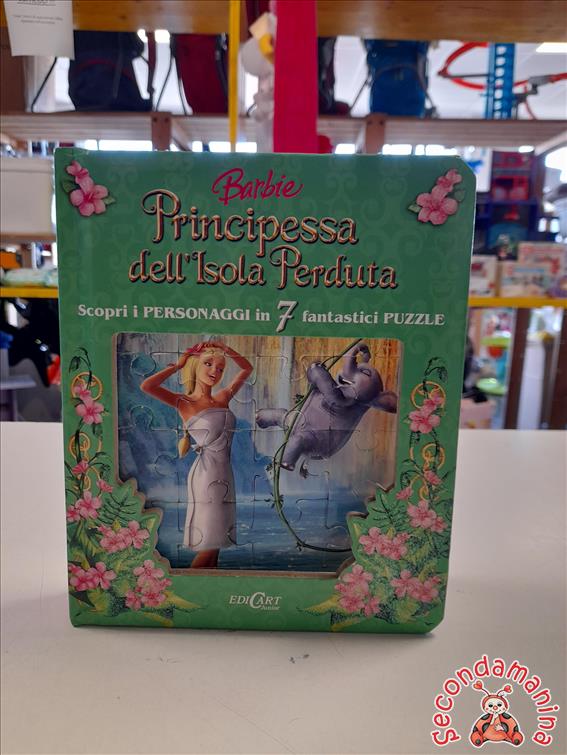 Barbie
Principessa
dell'Isola Perduta
Scopri i PERSONAGGI in 7 fantastici PUZZLE
EDICART
Junior
Secondamanina